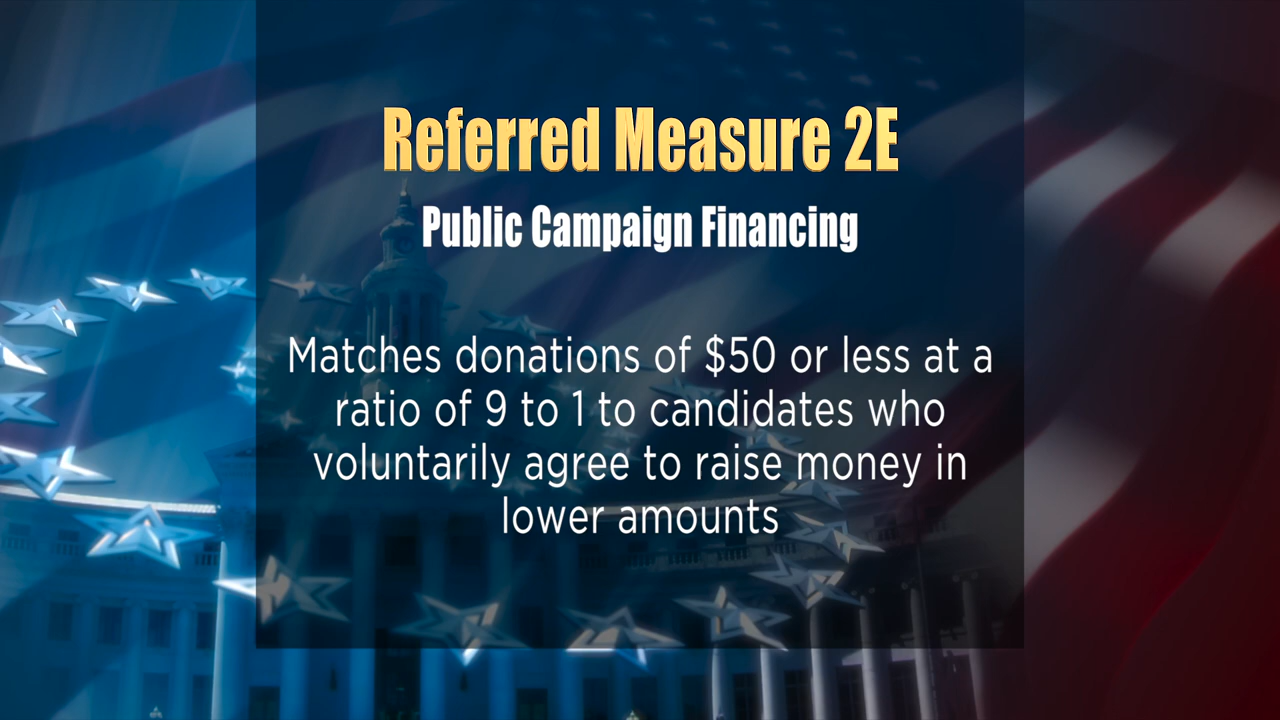 Referred Measure 2E
Public Campaign Financing
Matches donations of $50 or less at a
ratio of 9 to 1 to candidates who
voluntarily agree to raise money in
lower amounts